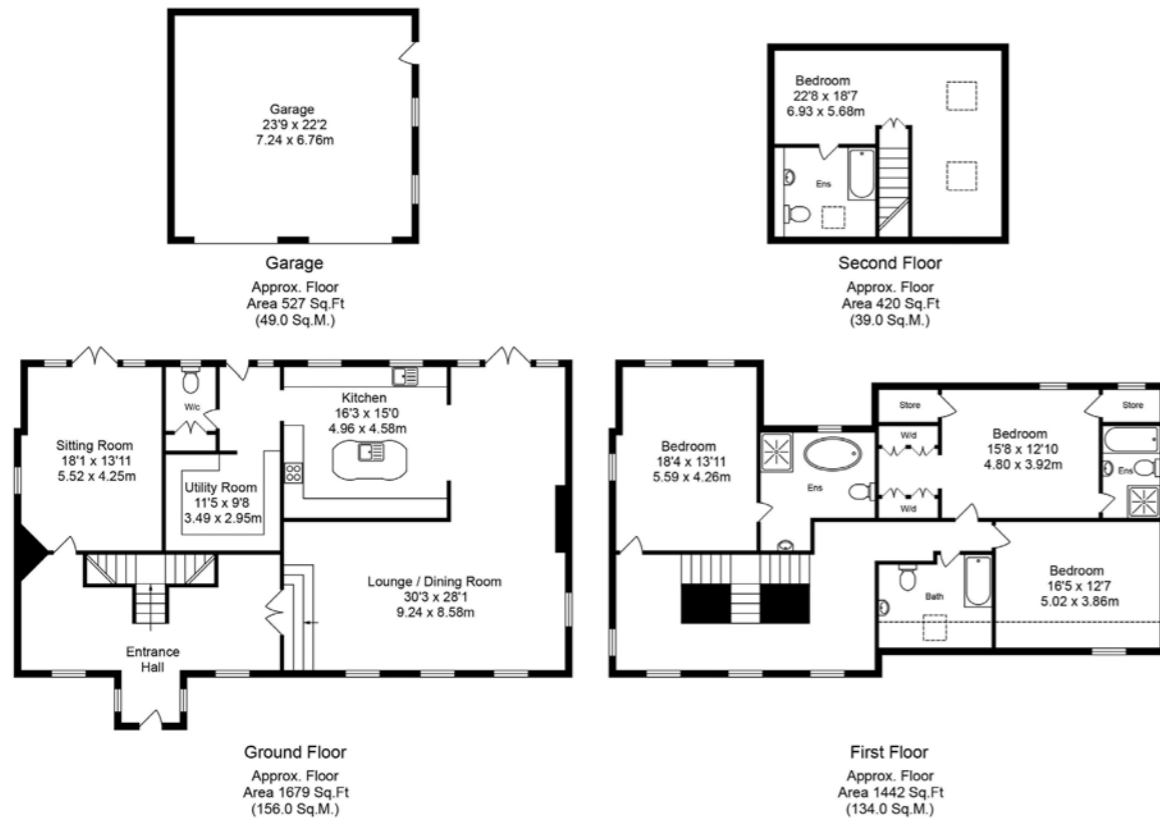 Garage
23'9 x 22'2
7.24 x 6.76m
Garage
Approx. Floor
Area 527 Sq.Ft
(49.0 Sq.M.)
Bedroom
22'8 x 18'7
6.93 x 5.68m
Ens
Second Floor
Approx. Floor
Area 420 Sq.Ft
(39.0 Sq.M.)
W/c
Kitchen
16'3 x 15'0
4.96 x 4.58m
Sitting Room
18'1 x 13'11
5.52 x 4.25m
Utility Room
11'5 x 9'8
3.49 x 2.95m
Lounge / Dining Room
30'3 x 28'1
9.24 x 8.58m
Entrance
Hall
Ground Floor
Approx. Floor
Area 1679 Sq.Ft
(156.0 Sq.M.)
Store
Store
W/d
Bedroom
15'8 x 12'10
4.80 x 3.92m
Bedroom
18'4 x 13'11
5.59 x 4.26m
Ens
Ens
W/d
Bedroom
16'5 x 12'7
5.02 x 3.86m
Bath
First Floor
Approx. Floor
Area 1442 Sq.Ft
(134.0 Sq.M.)